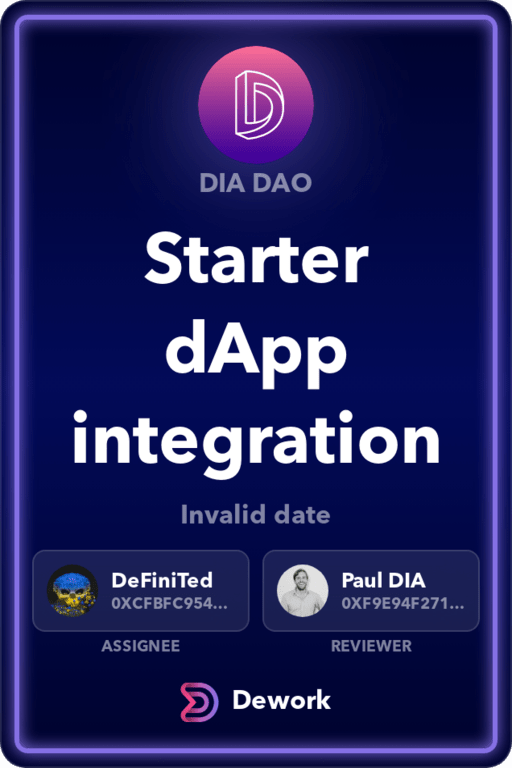 DIA DAO
Starter
dApp
integration
Invalid date
DeFiniTed
0XCFBFC954...
ASSIGNEE
Paul DIA
0XF9E94F271...
REVIEWER
Dework